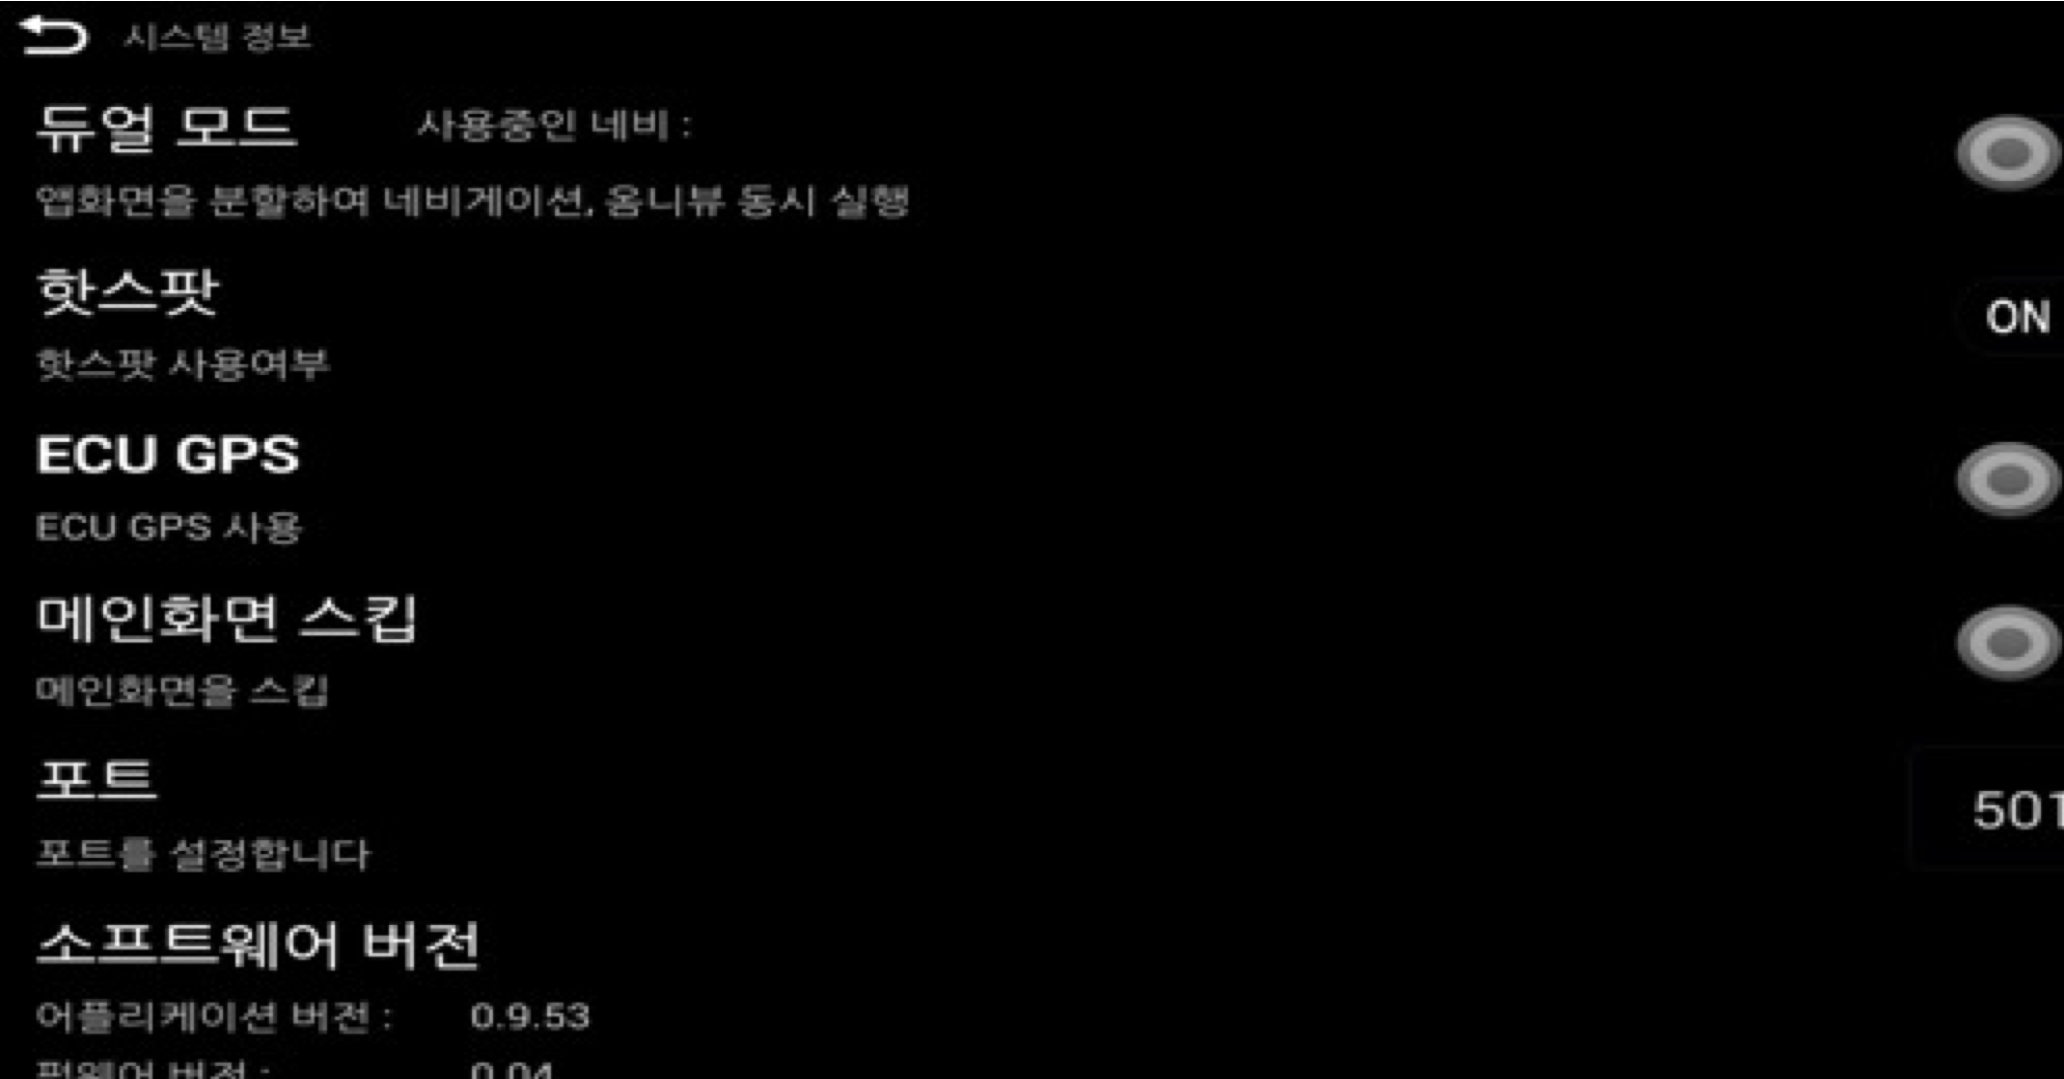 시스템 정보
듀얼 모드 사용중인 네비 :
앱화면을 분할하여 네비게이션, 옴니뷰 동시 실행
핫스팟
ON
핫스팟 사용여부
ECU GPS
ECU GPS 사용
메인화면 스킵
메인화면을 스킵
포트
501
포트를 설정합니다
소프트웨어 버전
어플리케이션 버전 : 0.9.53
펌웨어 버전 : 0.04